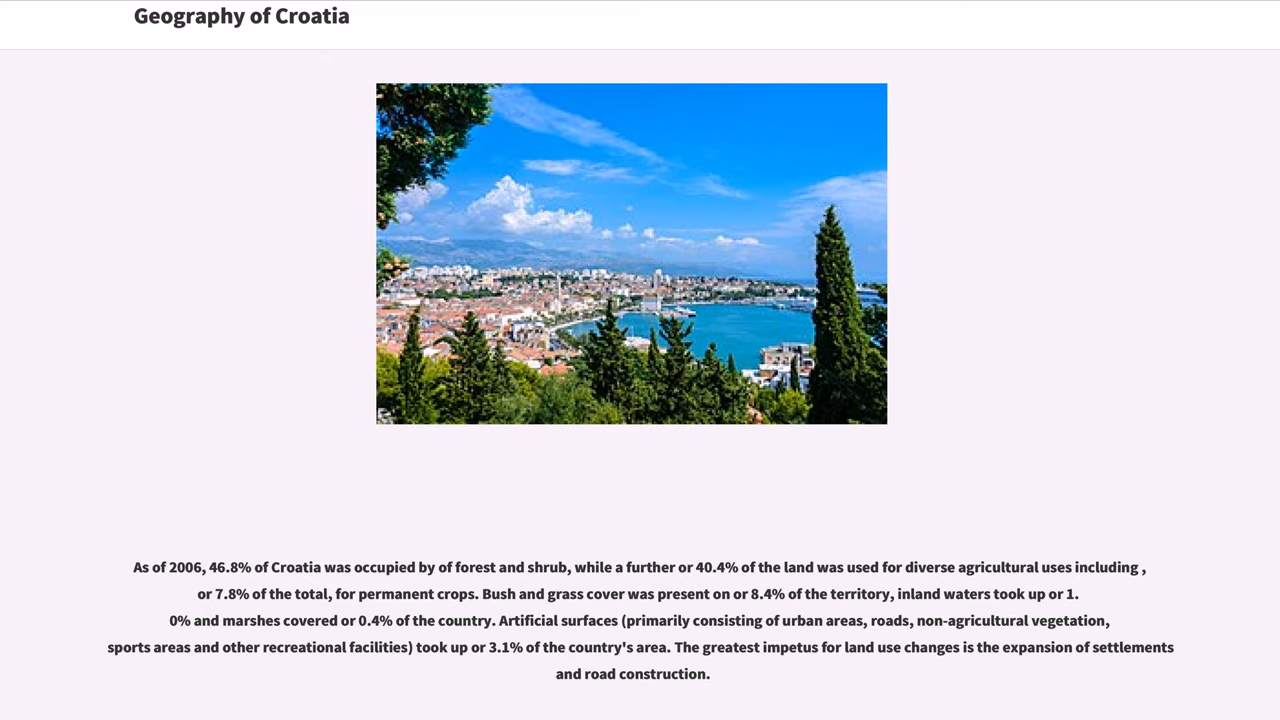 Geography of Croatia
As of 2006, 46.8% of Croatia was occupied by of forest and shrub, while a further or 40.4% of the land was used for diverse agricultural uses including ,
or 7.8% of the total, for permanent crops. Bush and grass cover was present on or 8.4% of the territory, inland waters took up or 1.
0% and marshes covered or 0.4% of the country. Artificial surfaces (primarily consisting of urban areas, roads, non-agricultural vegetation,
sports areas and other recreational facilities) took up or 3.1% of the country's area. The greatest impetus for land use changes is the expansion of settlements
and road construction.